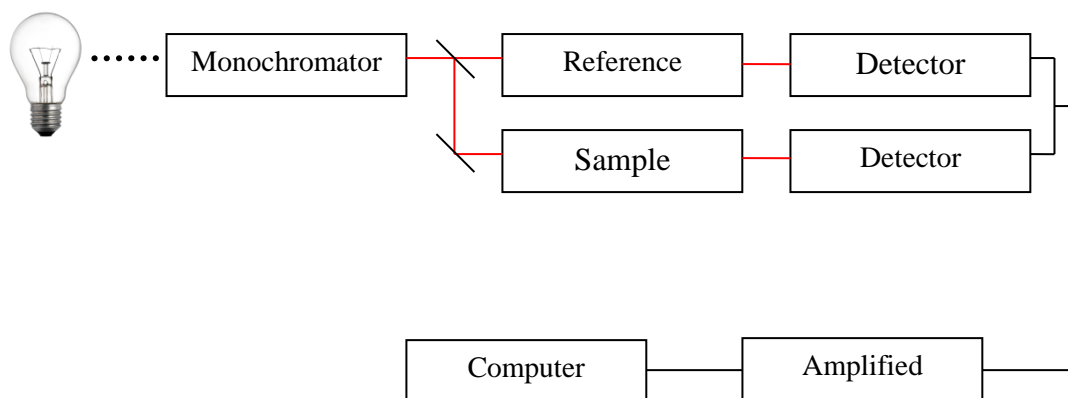 Monochromator
Reference
Detector
Sample
Detector
Computer
Amplified